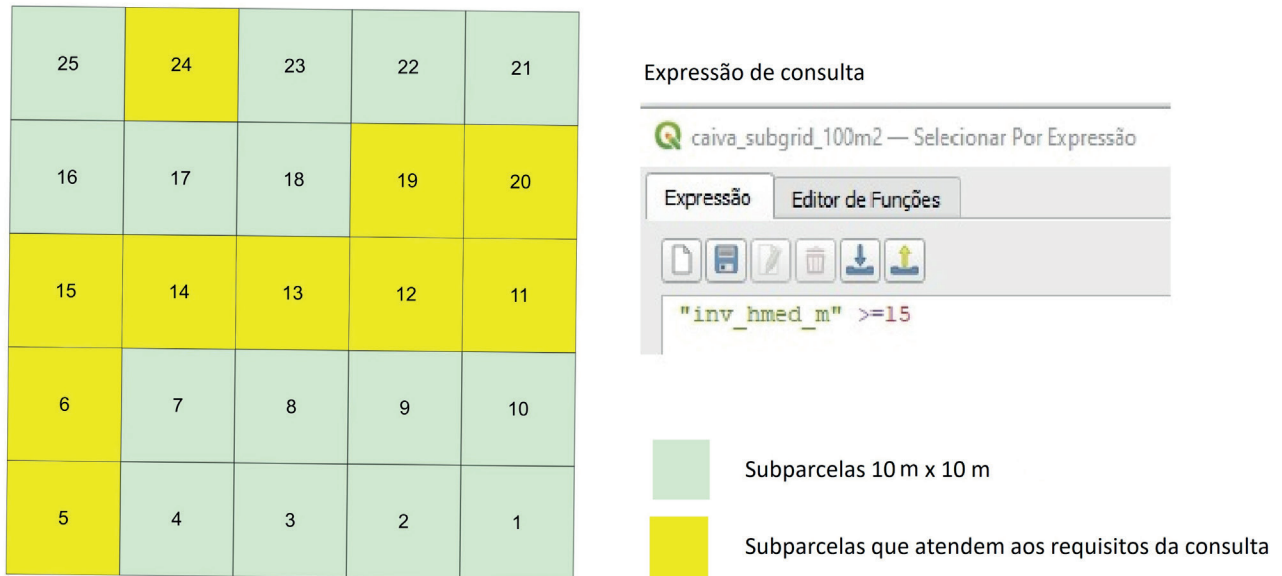 25 24 23 22 21
16 17 18 19 20
15 14 13 12 11
6 7 8 9 10
5 4 3 2 1
Expressão de consulta
caiva_subgrid_100m2 — Selecionar Por Expressão
Expressão Editor de Funções
"inv_hmed_m" >=15
Subparcelas 10 m x 10 m
Subparcelas que atendem aos requisitos da consulta